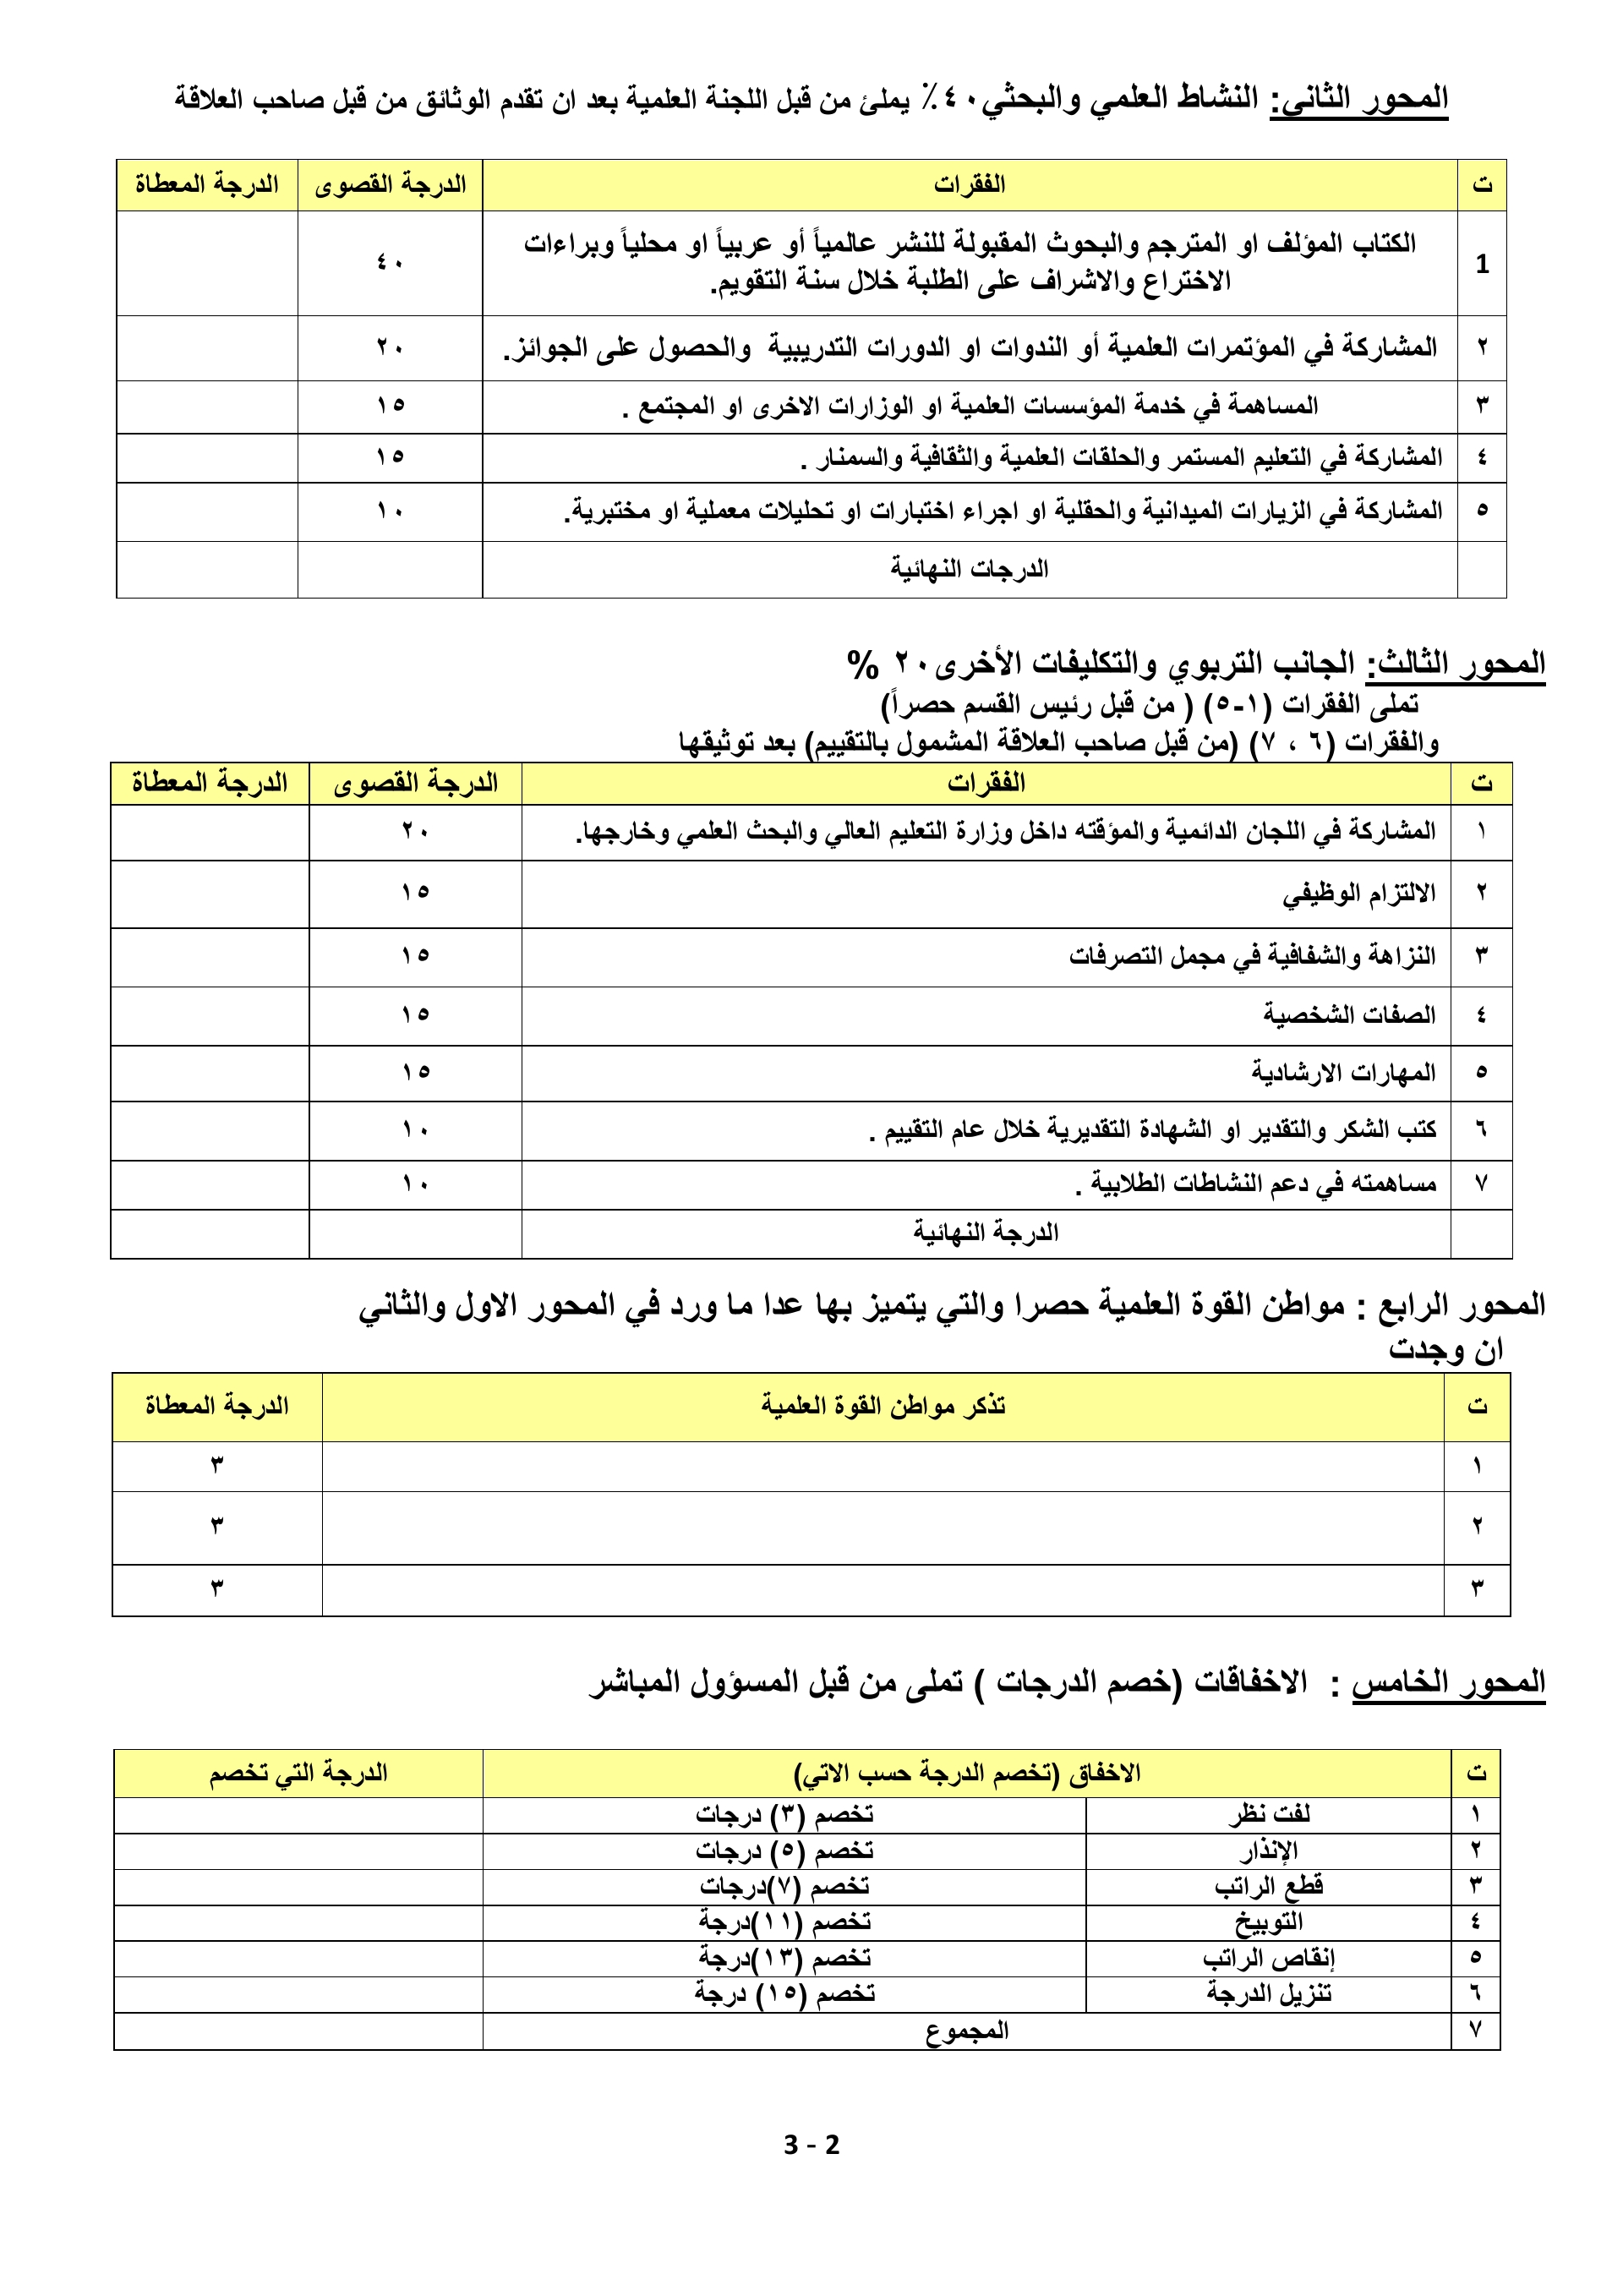 المحور الثاني: النشاط العلمي والبحثي٤٠٪ يملئ من قبل اللجنة العلمية بعد ان تقدم الوثائق من قبل صاحب العلاقة
ت الفقرات الدرجة القصوى الدرجة المعطاة
1 الكتاب المؤلف او المترجم والبحوث المقبولة للنشر عالمياً أو عربياً او محلياً وبراءات ٤٠
الاختراع والاشراف على الطلبة خلال سنة التقويم.
٢ المشاركة في المؤتمرات العلمية أو الندوات او الدورات التدريبية والحصول على الجوائز. ٢٠
٣ المساهمة في خدمة المؤسسات العلمية او الوزارات الاخرى او المجتمع . ١٥
٤ المشاركة في التعليم المستمر والحلقات العلمية والثقافية والسمنار . ١٥
٥ المشاركة في الزيارات الميدانية والحقلية او اجراء اختبارات او تحليلات معملية او مختبرية. ١٠
الدرجات النهائية
المحور الثالث: الجانب التربوي والتكليفات الأخرى٢٠ %
تملى الفقرات (١-٥) ( من قبل رئيس القسم حصراً)
والفقرات (٦ ، ٧) (من قبل صاحب العلاقة المشمول بالتقييم) بعد توثيقها
ت الفقرات الدرجة القصوى الدرجة المعطاة
١ المشاركة في اللجان الدائمية والمؤقته داخل وزارة التعليم العالي والبحث العلمي وخارجها. ٢٠
٢ الالتزام الوظيفي ١٥
٣ النزاهة والشفافية في مجمل التصرفات ١٥
٤ الصفات الشخصية ١٥
٥ المهارات الارشادية ١٥
٦ كتب الشكر والتقدير او الشهادة التقديرية خلال عام التقييم . ١٠
٧ مساهمته في دعم النشاطات الطلابية . ١٠
الدرجة النهائية
المحور الرابع : مواطن القوة العلمية حصرا والتي يتميز بها عدا ما ورد في المحور الاول والثاني
ان وجدت
ت تذكر مواطن القوة العلمية الدرجة المعطاة
١ ٣
٢ ٣
٣ ٣
المحور الخامس : الاخفاقات (خصم الدرجات ) تملى من قبل المسؤول المباشر
ت الاخفاق (تخصم الدرجة حسب الاتي) الدرجة التي تخصم
١ لفت نظر تخصم (٣) درجات
٢ الإنذار تخصم (٥) درجات
٣ قطع الراتب تخصم (٧)درجات
٤ التوبيخ تخصم (١١)درجة
٥ إنقاص الراتب تخصم (١٣)درجة
٦ تنزيل الدرجة تخصم (١٥) درجة
٧ المجموع
3 - 2